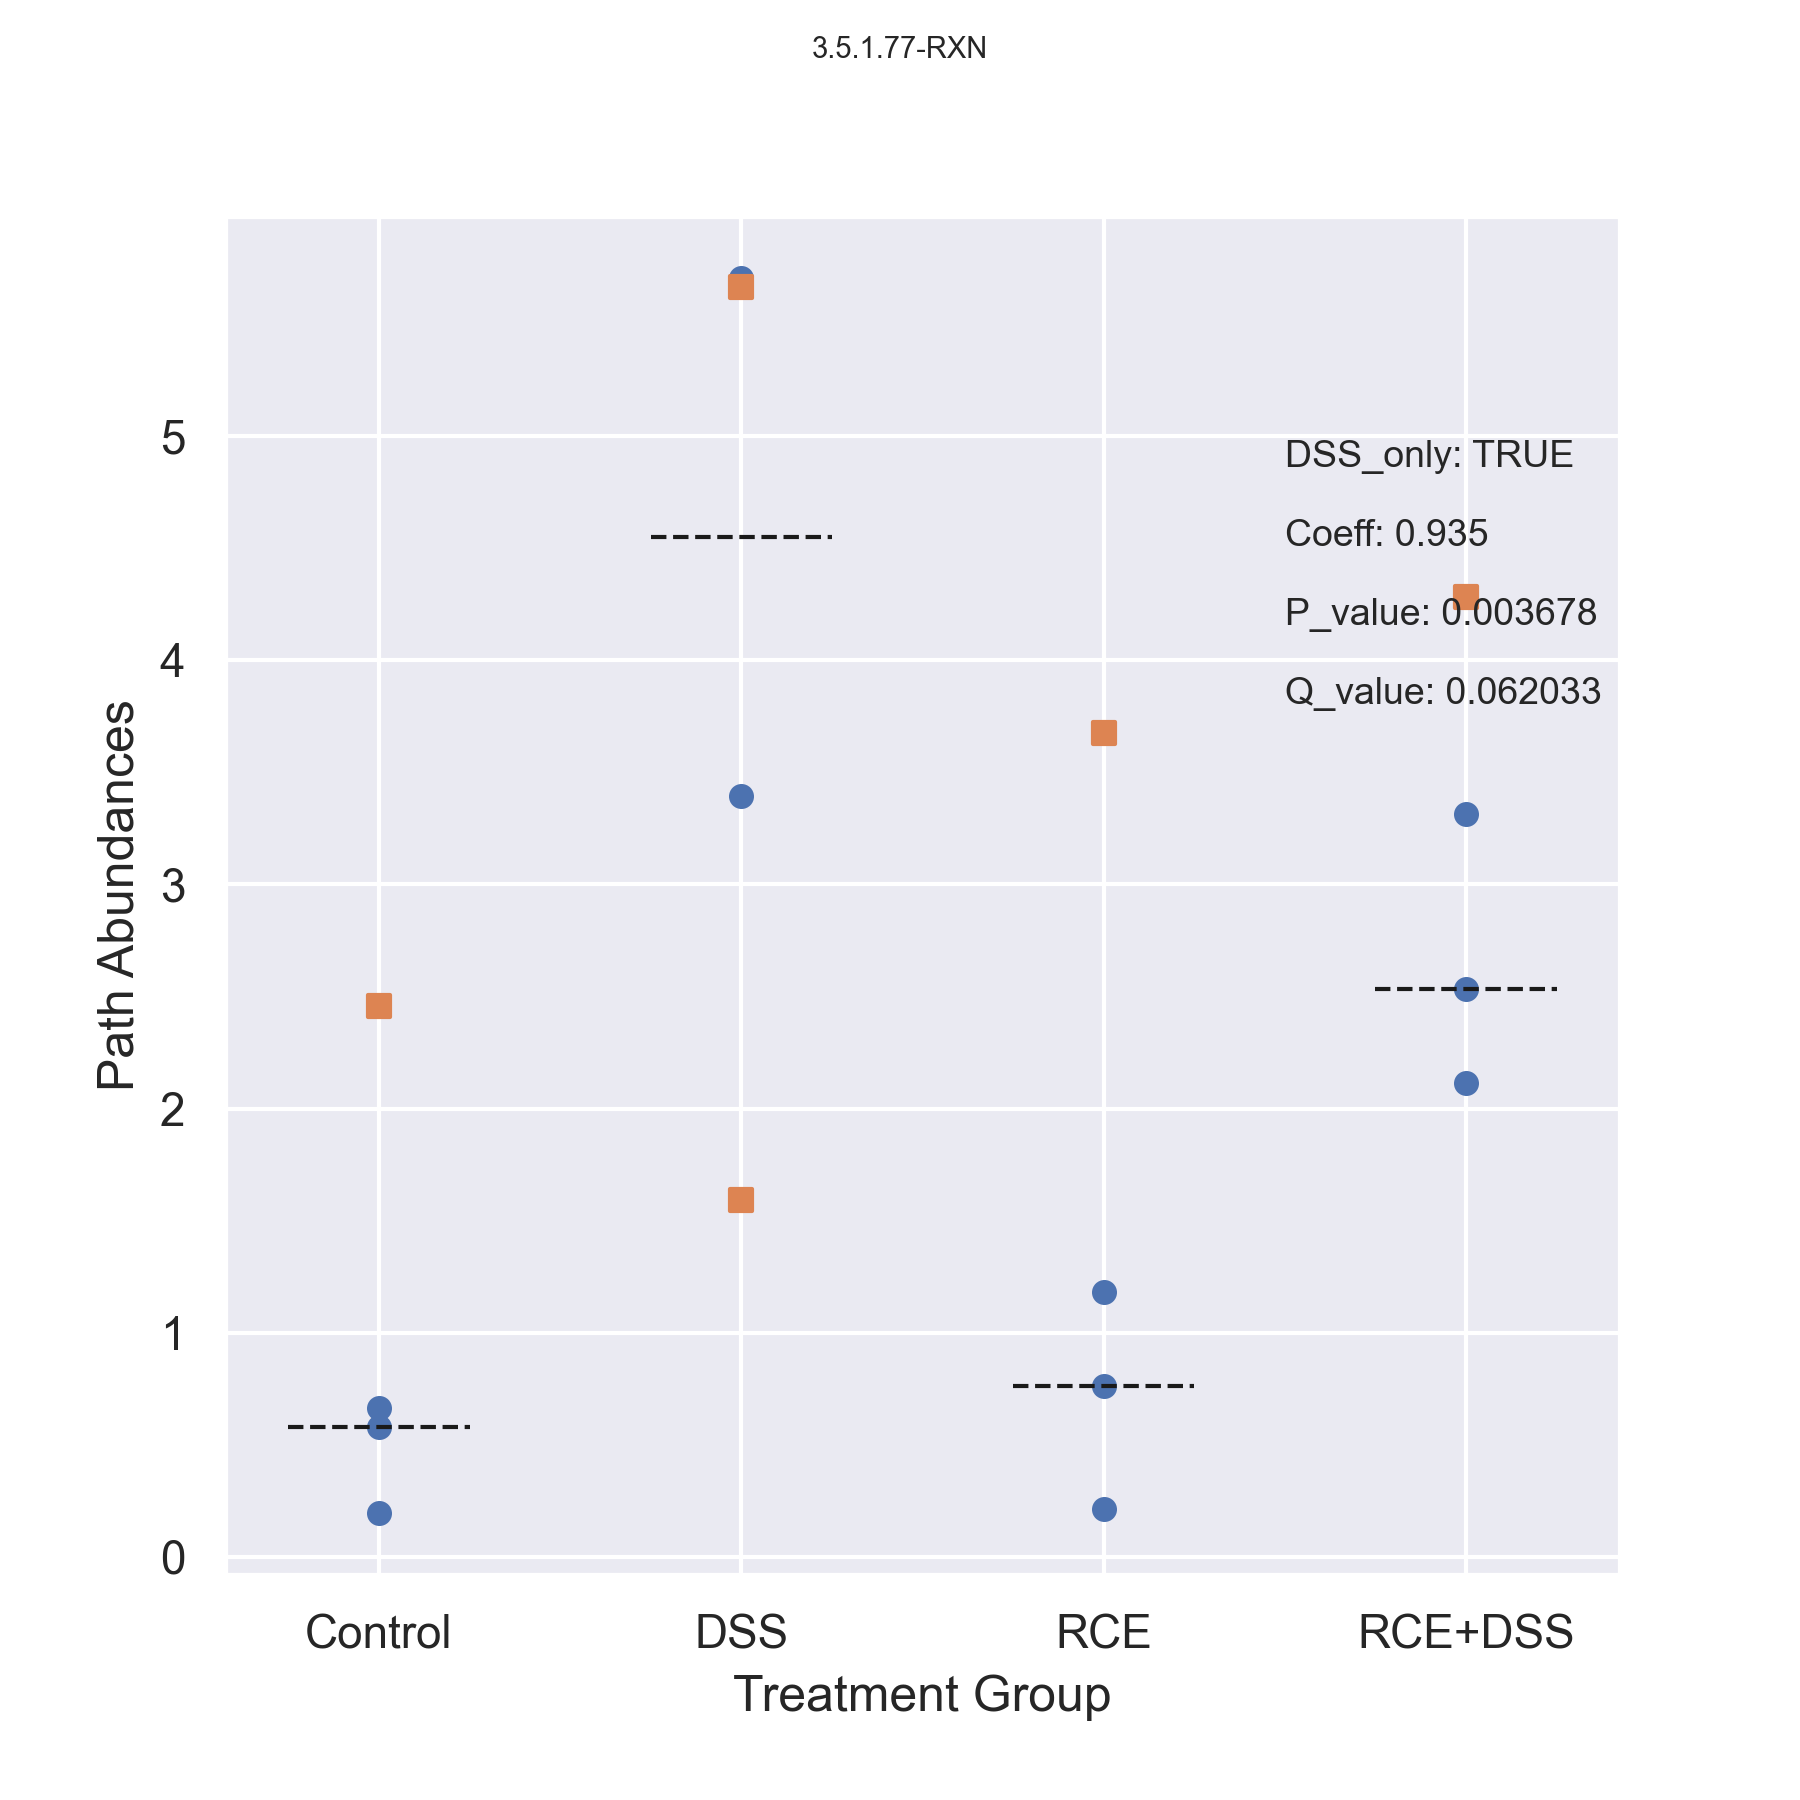 3.5.1.77-RXN
Path Abundances
5
4
3
2
1
0
DSS_only: TRUE
Coeff: 0.935
P_value: 0.003678
Q_value: 0.062033
Control
DSS
RCE
RCE+DSS
Treatment Group